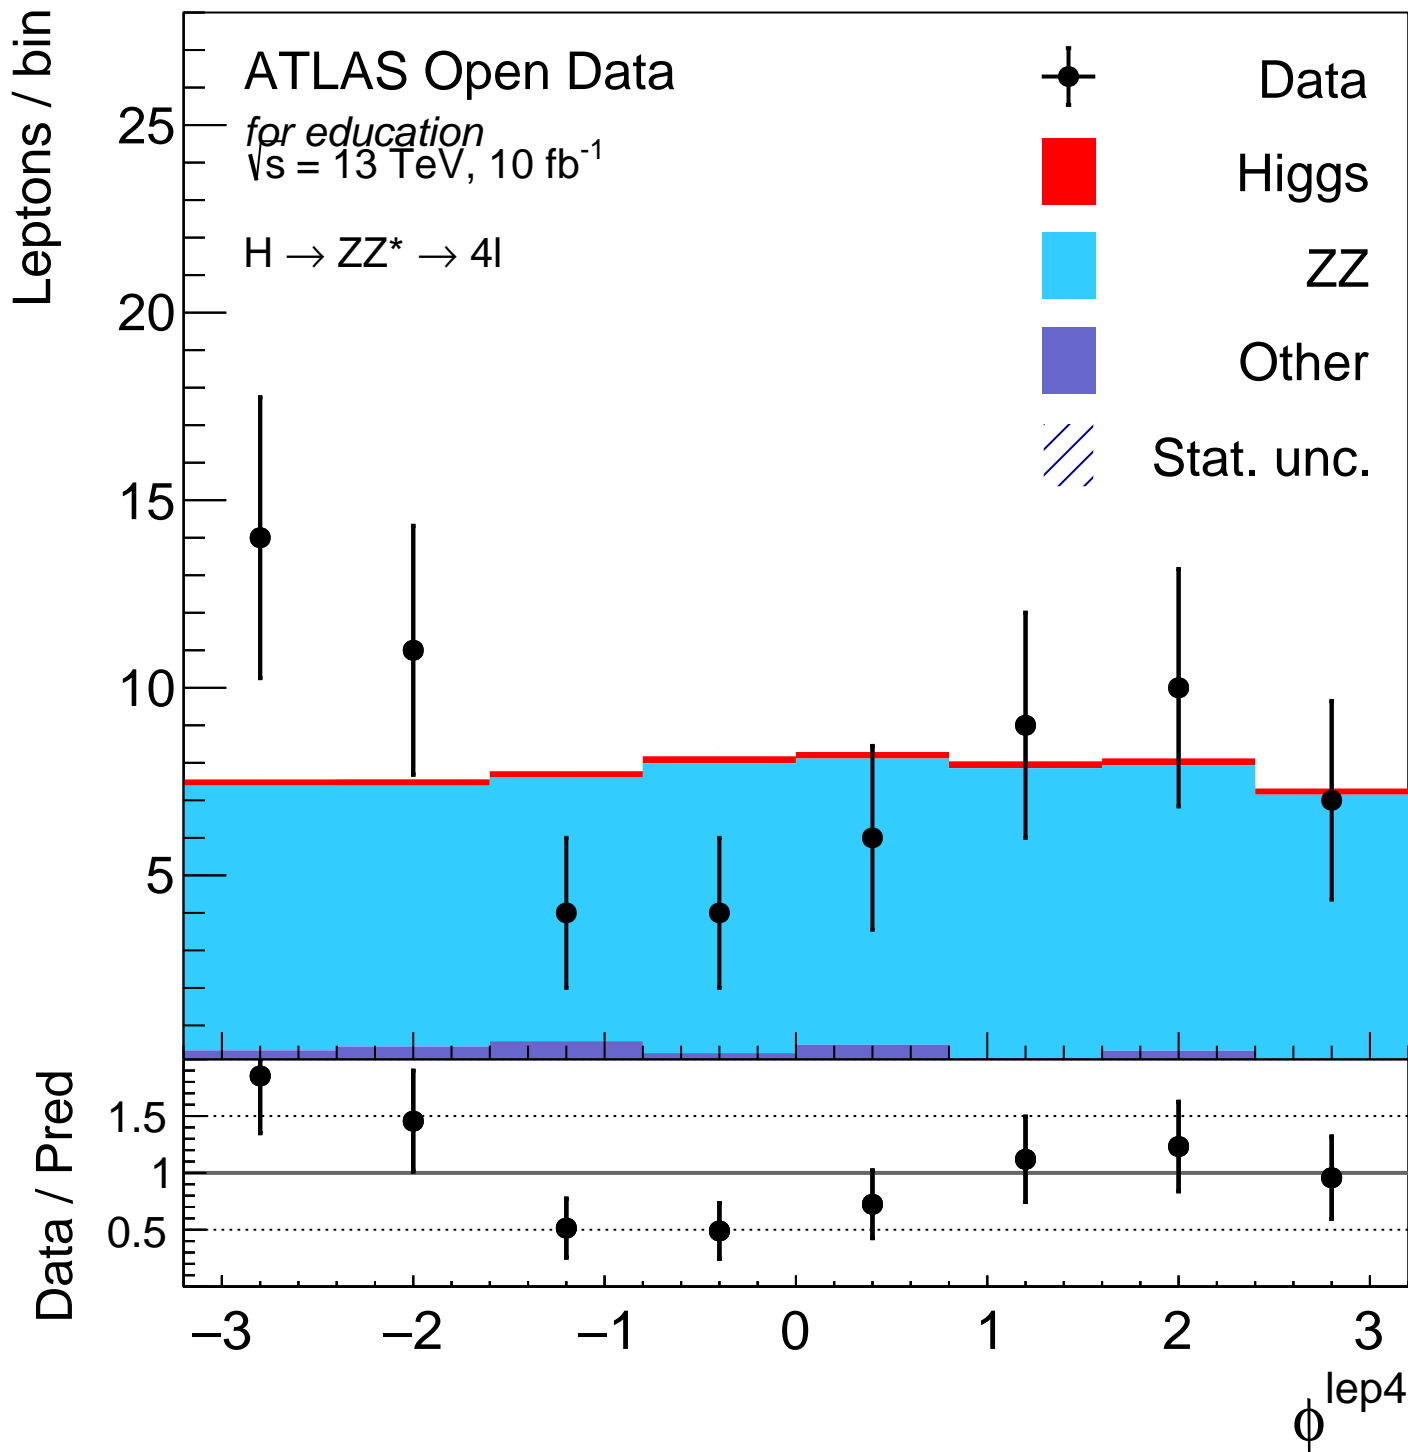 Leptons / bin
ATLAS Open Data
for education
√s = 13 TeV, 10 fb⁻¹
H → ZZ* → 4l
Data
Higgs
ZZ
Other
Stat. unc.
25
20
15
10
5
Data / Pred
1.5
1
0.5
−3 −2 −1 0 1 2 3
ϕ^lep4